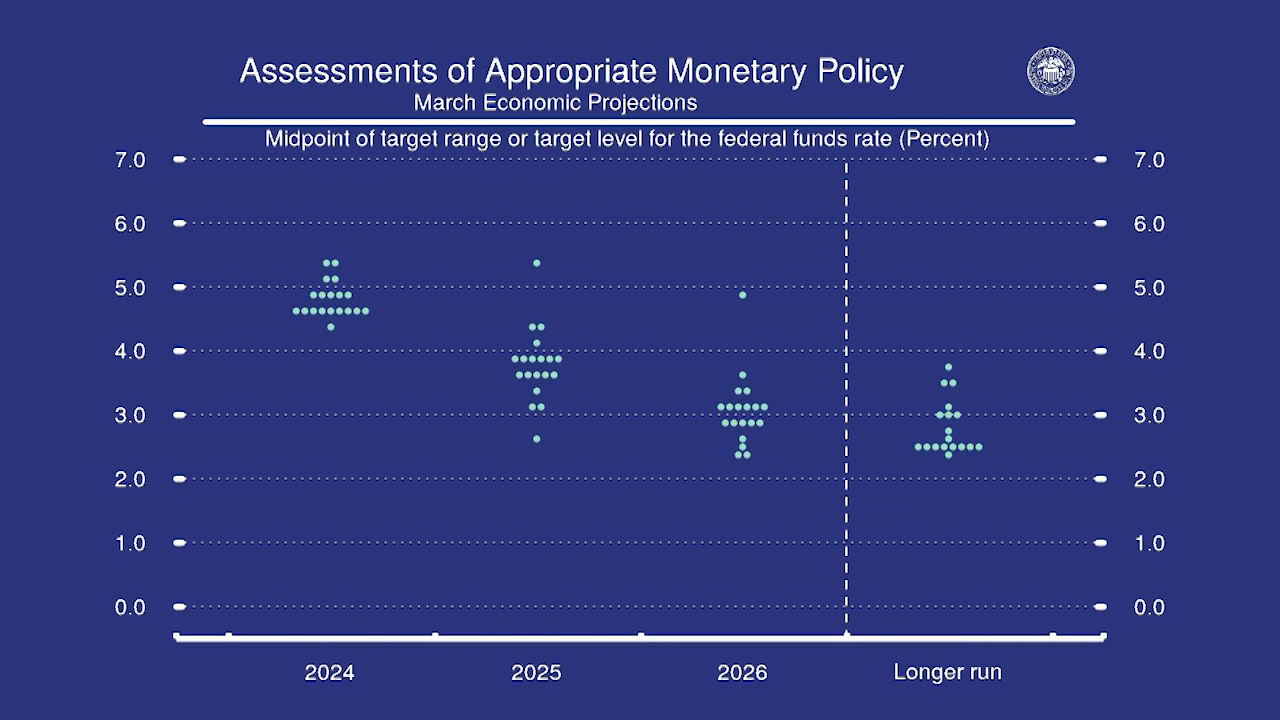 Assessments of Appropriate Monetary Policy
March Economic Projections
Midpoint of target range or target level for the federal funds rate (Percent)
7.0 7.0
6.0 6.0
5.0 5.0
4.0 4.0
3.0 3.0
2.0 2.0
1.0 1.0
0.0 0.0
2024 2025 2026 Longer run